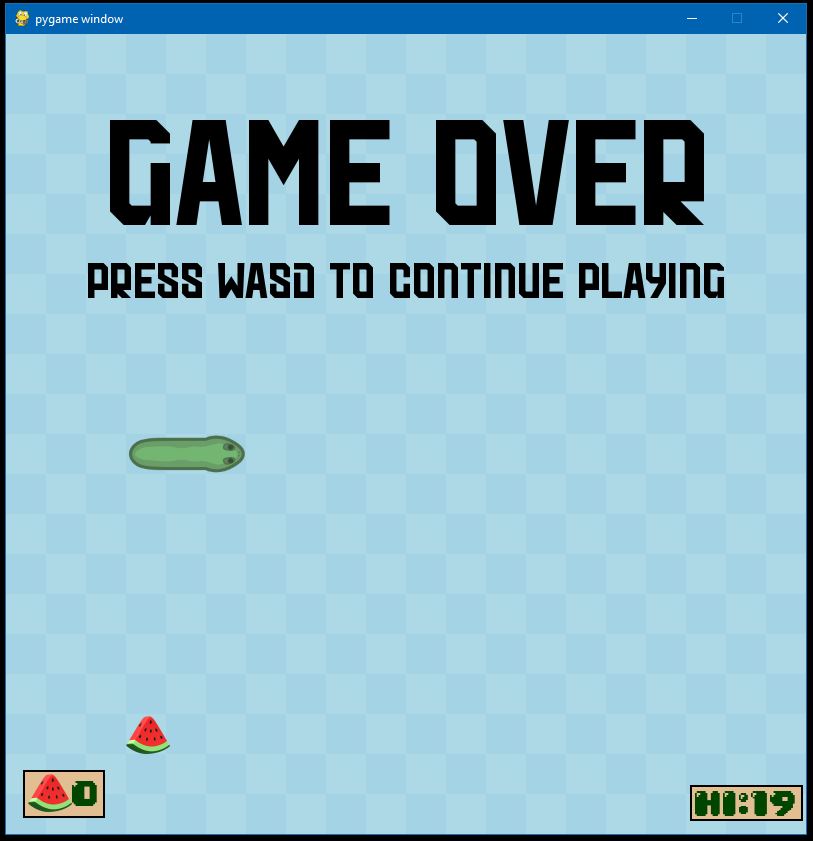 pygame window
GAME OVER
PRESS WASD TO CONTINUE PLAYING
0
HI:19